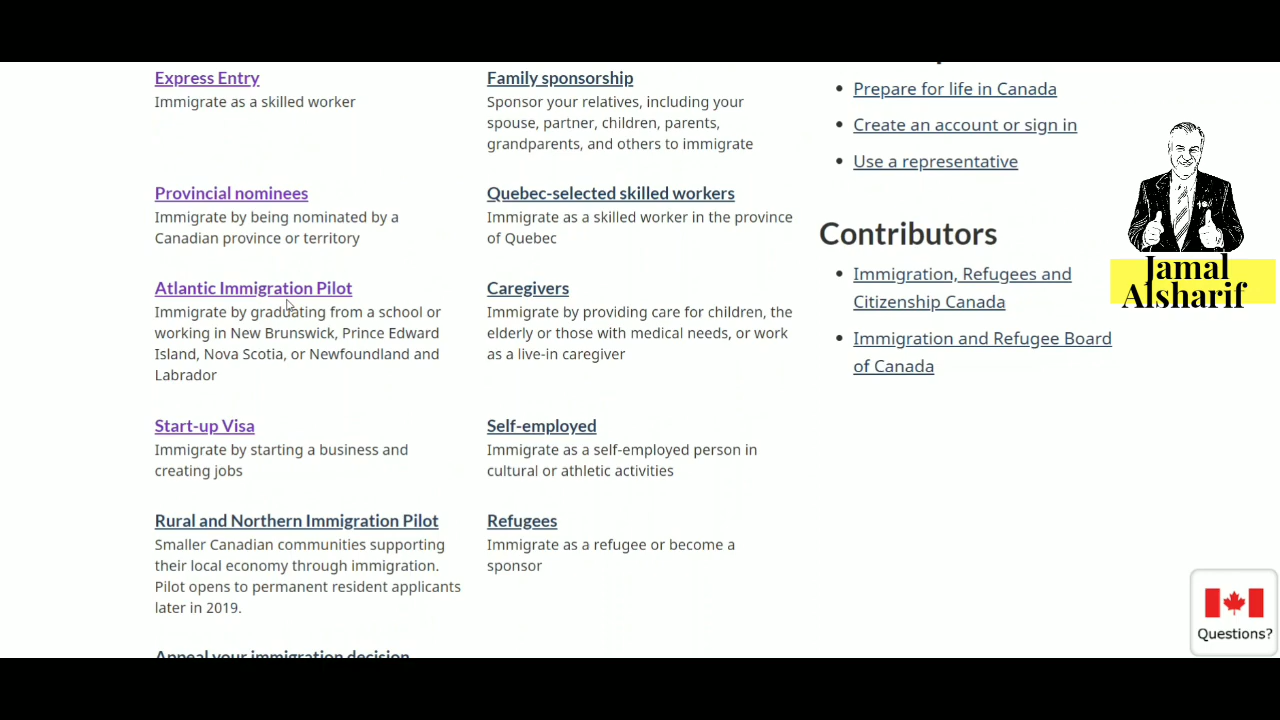 Express Entry
Immigrate as a skilled worker
Family sponsorship
Sponsor your relatives, including your
spouse, partner, children, parents,
grandparents, and others to immigrate
Provincial nominees
Immigrate by being nominated by a
Canadian province or territory
Quebec-selected skilled workers
Immigrate as a skilled worker in the province
of Quebec
Atlantic Immigration Pilot
Immigrate by graduating from a school or
working in New Brunswick, Prince Edward
Island, Nova Scotia, or Newfoundland and
Labrador
Caregivers
Immigrate by providing care for children, the
elderly or those with medical needs, or work
as a live-in caregiver
Start-up Visa
Immigrate by starting a business and
creating jobs
Self-employed
Immigrate as a self-employed person in
cultural or athletic activities
Rural and Northern Immigration Pilot
Smaller Canadian communities supporting
their local economy through immigration.
Pilot opens to permanent resident applicants
later in 2019.
Refugees
Immigrate as a refugee or become a
sponsor
Appeal your immigration decision
Prepare for life in Canada
Create an account or sign in
Use a representative
Contributors
Immigration, Refugees and
Citizenship Canada
Immigration and Refugee Board
of Canada
Jamal
Alsharif
Questions?